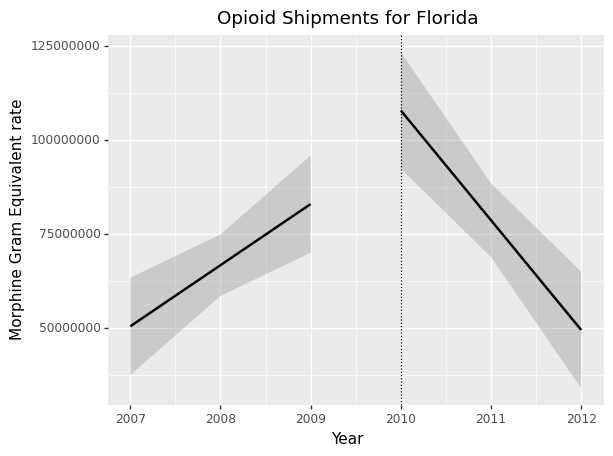 Opioid Shipments for Florida
Morphine Gram Equivalent rate
125000000
100000000
75000000
50000000
2007 2008 2009 2010 2011 2012
Year